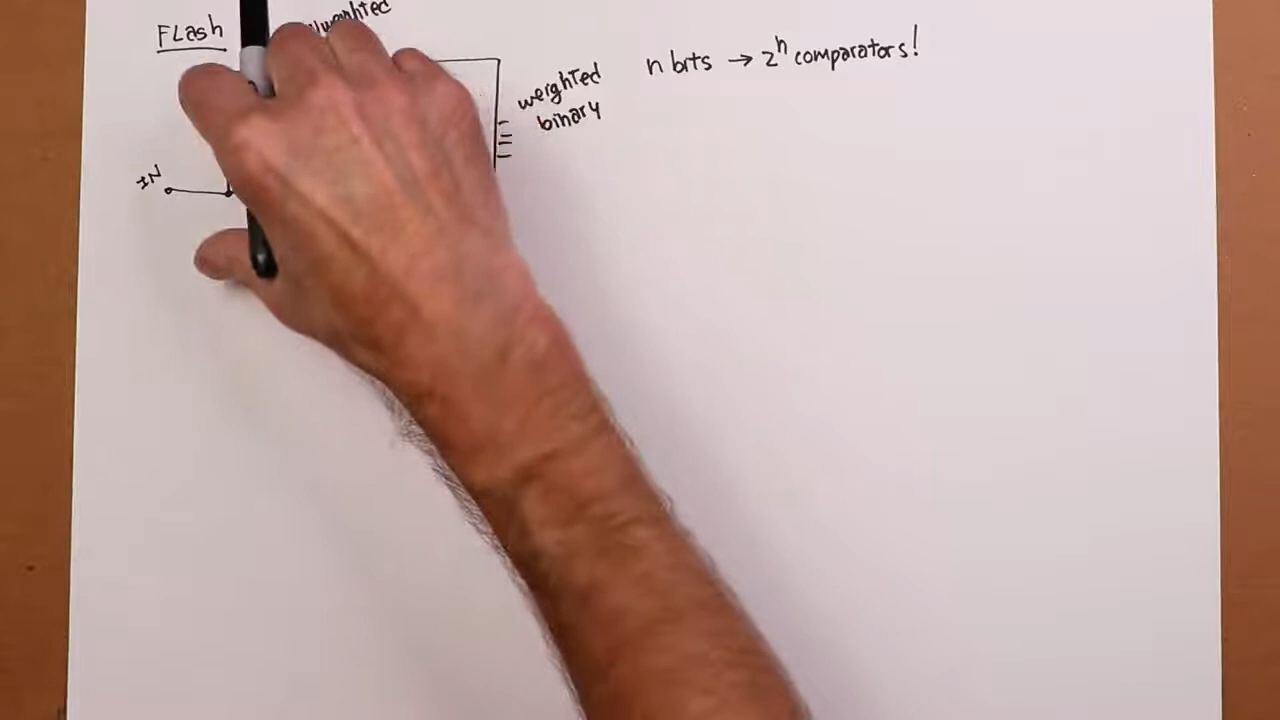 FLash
n bits → 2ⁿ comparators!
weighted
binary
IN